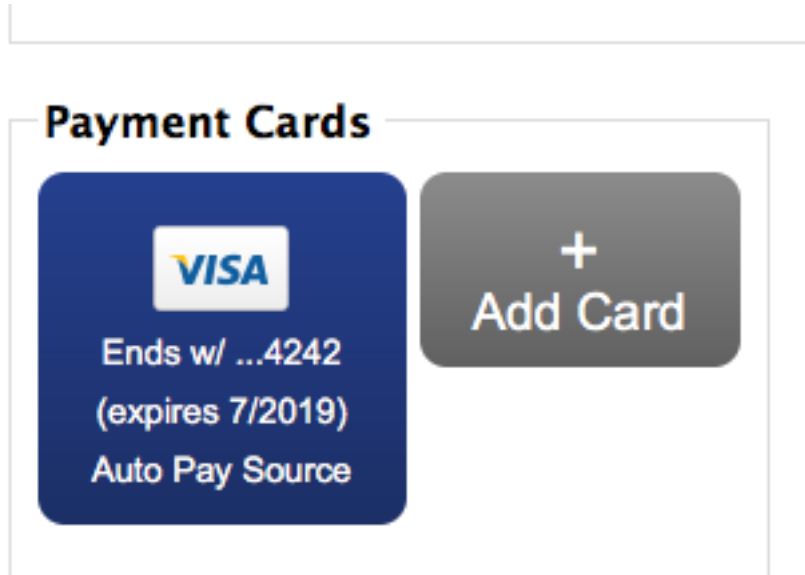 Payment Cards
VISA
Ends w/ ...4242
(expires 7/2019)
Auto Pay Source
+
Add Card